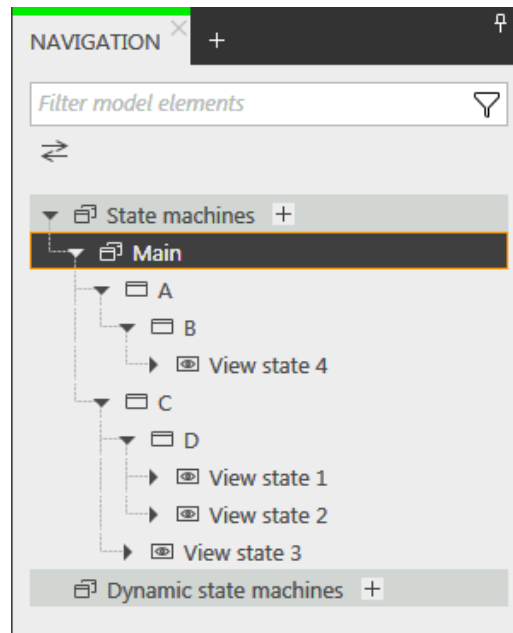 NAVIGATION
Filter model elements
State machines
Main
A
B
View state 4
C
D
View state 1
View state 2
View state 3
Dynamic state machines